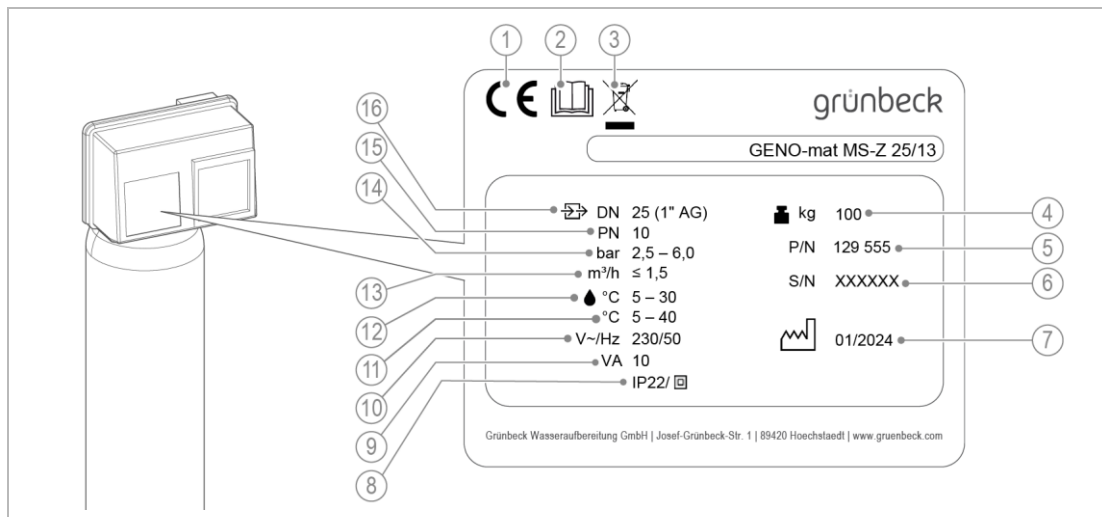 1 2 3
CE
grünbeck
GENO-mat MS-Z 25/13
16 DN 25 (1" AG)
15 PN 10
14 bar 2,5 – 6,0
13 m³/h ≤ 1,5
12 °C 5 – 30
11 °C 5 – 40
10 V~/Hz 230/50
9 VA 10
8 IP22/
kg 100 4
P/N 129 555 5
S/N XXXXXX 6
01/2024 7
Grünbeck Wasseraufbereitung GmbH | Josef-Grünbeck-Str. 1 | 89420 Hoechstaedt | www.gruenbeck.com